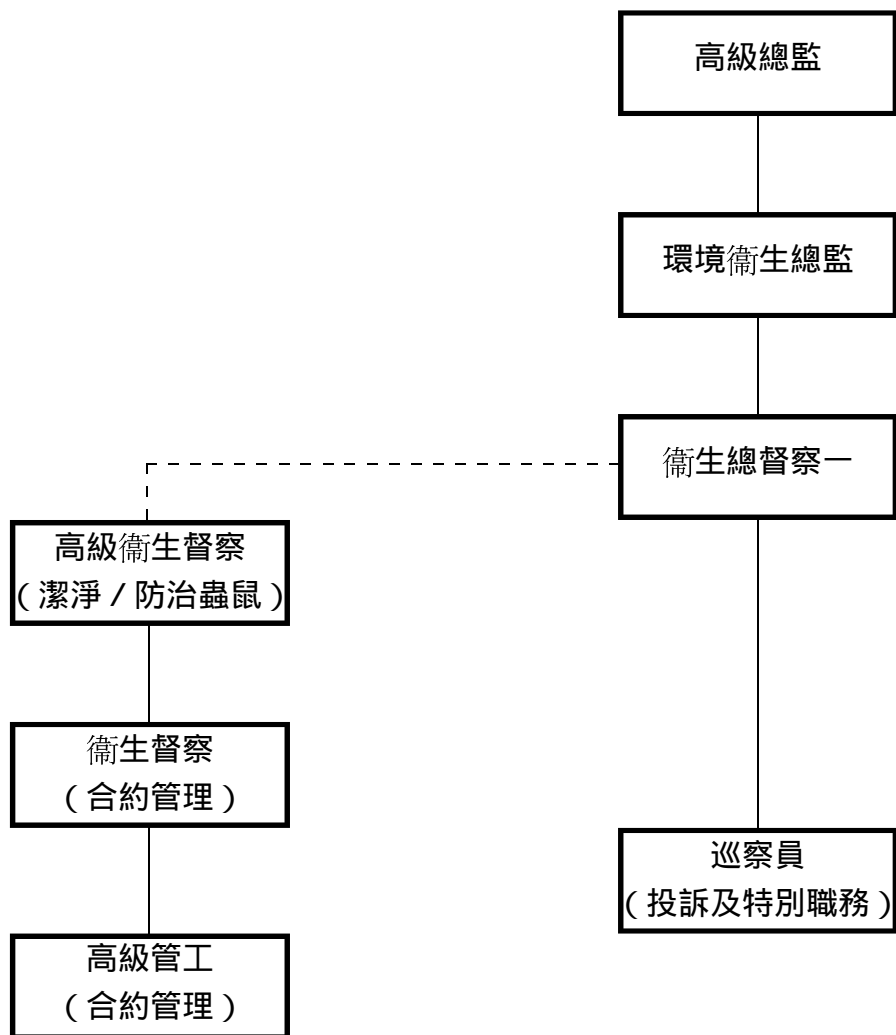 高級總監
環境衞生總監
衞生總督察一
高級衞生督察
（潔淨／防治蟲鼠）
衞生督察
（合約管理）
高級管工
（合約管理）
巡察員
（投訴及特別職務）